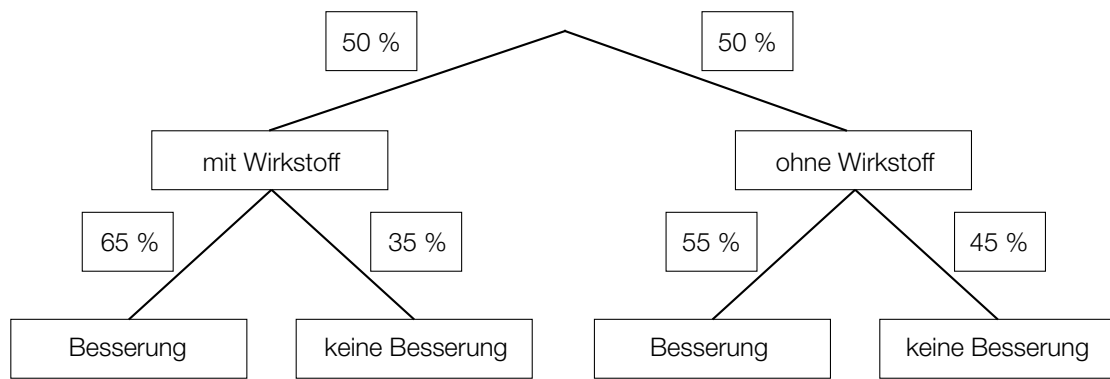 50 %
50 %
mit Wirkstoff
ohne Wirkstoff
65 %
35 %
55 %
45 %
Besserung
keine Besserung
Besserung
keine Besserung